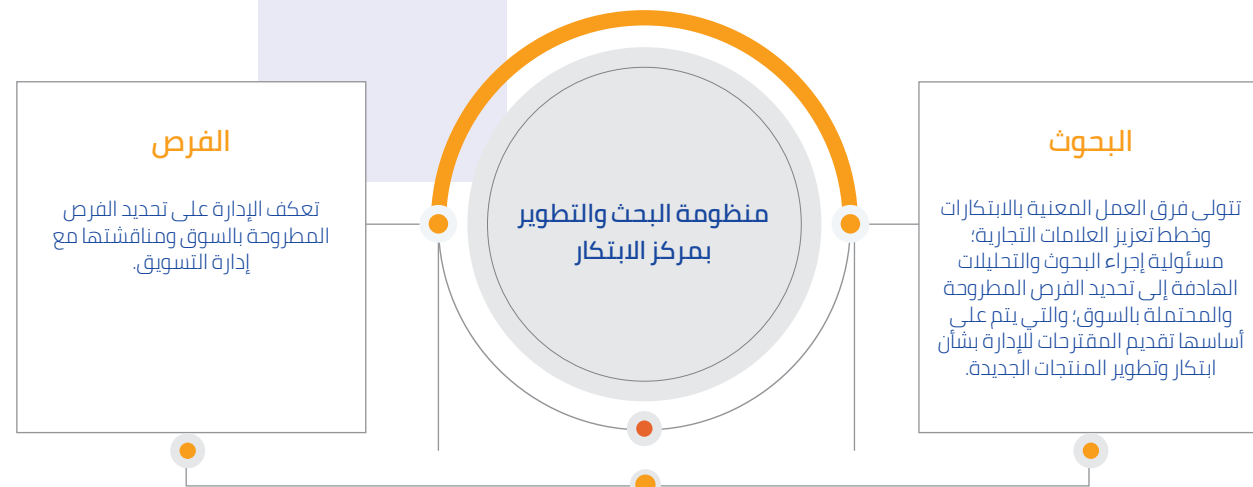 البحوث
تتولى فرق العمل المعنية بالابتكارات
وخطط تعزيز العلامات التجارية؛
مسئولية إجراء البحوث والتحليلات
الهادفة إلى تحديد الفرص المطروحة
والمحتملة بالسوق؛ والتي يتم على
أساسها تقديم المقترحات للإدارة بشأن
ابتكار وتطوير المنتجات الجديدة.
منظومة البحث والتطوير
بمركز الابتكار
الفرص
تعكف الإدارة على تحديد الفرص
المطروحة بالسوق ومناقشتها مع
إدارة التسويق.